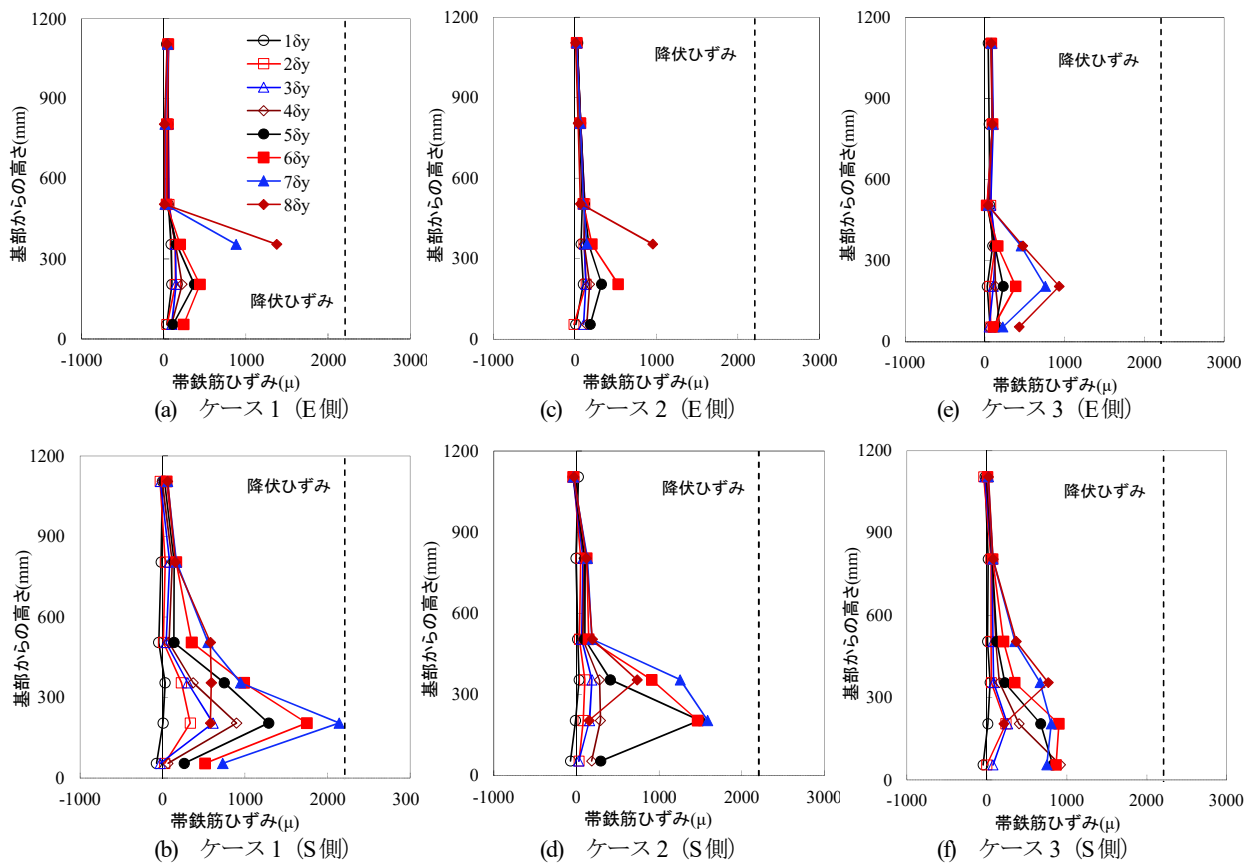 1200
900
600
300
0
-1000
0
1000
2000
3000
基部からの高さ(mm)
帯鉄筋ひずみ(μ)
1δy
2δy
3δy
4δy
5δy
6δy
7δy
8δy
降伏ひずみ
(a) ケース1（E側）
1200
900
600
300
0
-1000
0
1000
2000
3000
基部からの高さ(mm)
帯鉄筋ひずみ(μ)
降伏ひずみ
(c) ケース2（E側）
1200
900
600
300
0
-1000
0
1000
2000
3000
基部からの高さ(mm)
帯鉄筋ひずみ(μ)
降伏ひずみ
(e) ケース3（E側）
1200
900
600
300
0
-1000
0
1000
2000
300
基部からの高さ(mm)
帯鉄筋ひずみ(μ)
降伏ひずみ
(b) ケース1（S側）
1200
900
600
300
0
-1000
0
1000
2000
3000
基部からの高さ(mm)
帯鉄筋ひずみ(μ)
降伏ひずみ
(d) ケース2（S側）
1200
900
600
300
0
-1000
0
1000
2000
3000
基部からの高さ(mm)
帯鉄筋ひずみ(μ)
降伏ひずみ
(f) ケース3（S側）